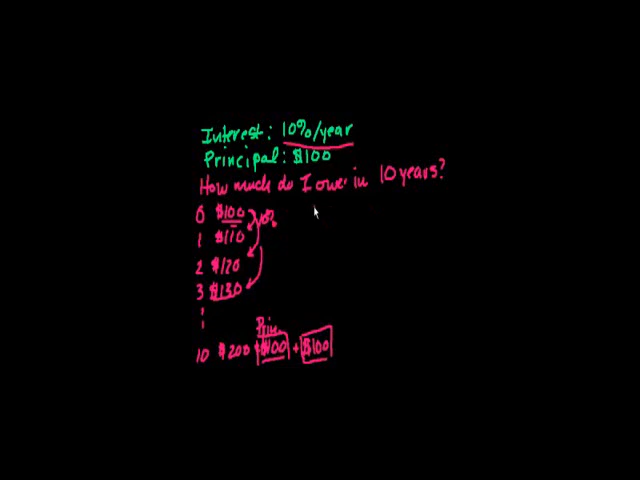 Interest: 10%/year
Principal: $100
How much do I owe in 10 years?
0 $100 10%
1 $110
2 $120
3 $130
Prin.
10 $200 $100 + $100